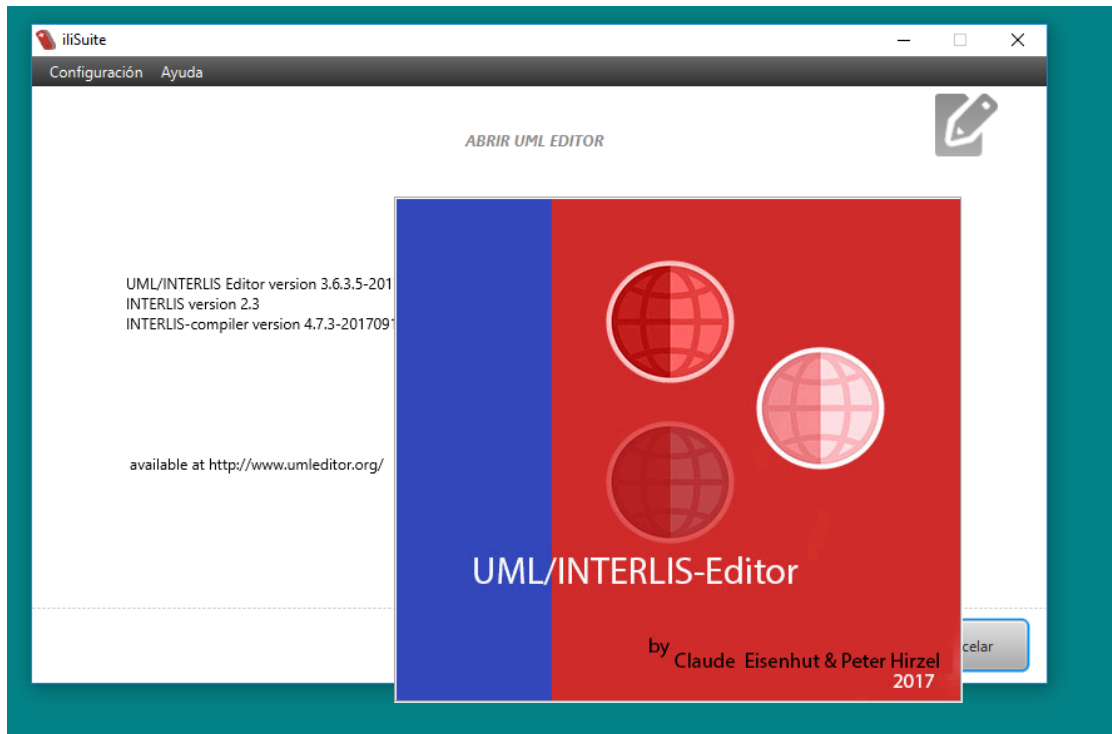 iliSuite
Configuración Ayuda
ABRIR UML EDITOR
UML/INTERLIS Editor version 3.6.3.5-201
INTERLIS version 2.3
INTERLIS-compiler version 4.7.3-2017091
available at http://www.umleditor.org/
UML/INTERLIS-Editor
by
Claude Eisenhut & Peter Hirzel
2017
celar